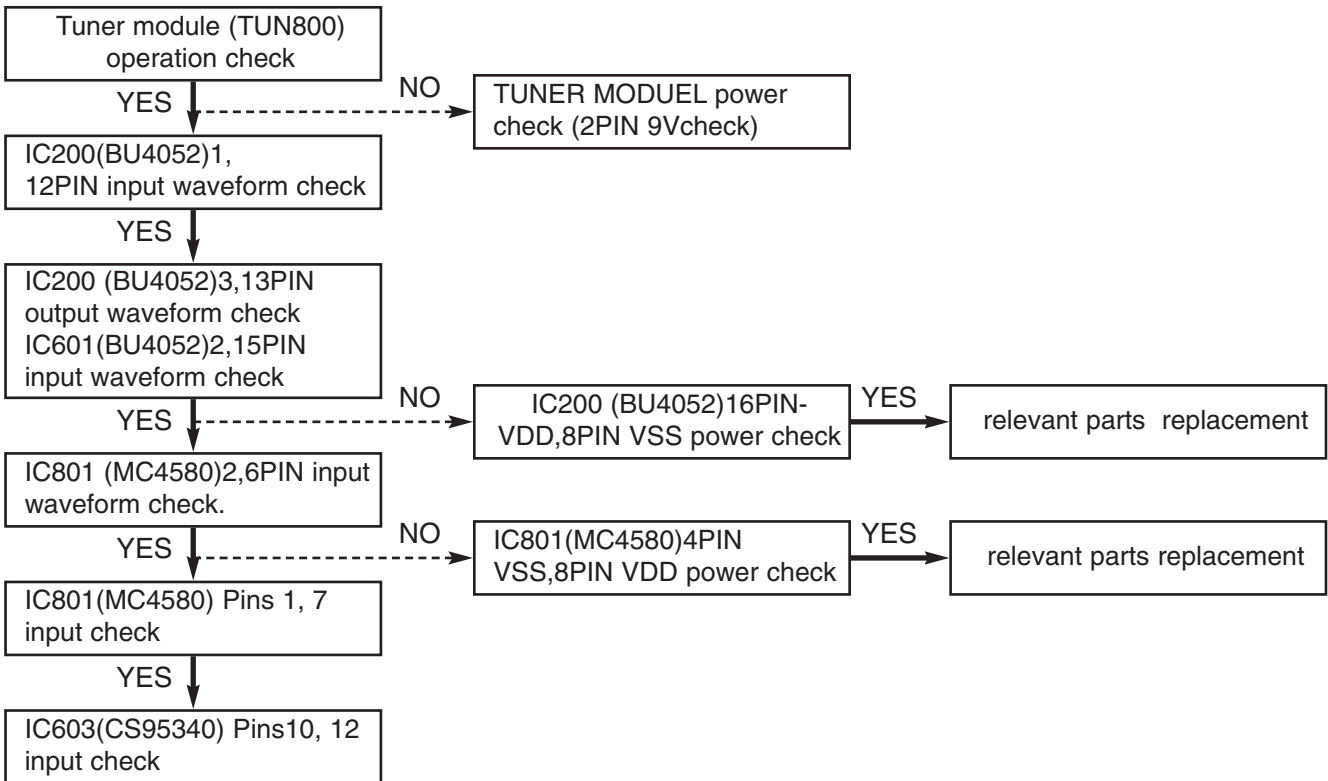 Tuner module (TUN800)
operation check
YES
NO
TUNER MODUEL power
check (2PIN 9Vcheck)
IC200(BU4052)1,
12PIN input waveform check
YES
IC200 (BU4052)3,13PIN
output waveform check
IC601(BU4052)2,15PIN
input waveform check
YES
NO
IC200 (BU4052)16PIN-
VDD,8PIN VSS power check
YES
relevant parts replacement
IC801 (MC4580)2,6PIN input
waveform check.
YES
NO
IC801(MC4580)4PIN
VSS,8PIN VDD power check
YES
relevant parts replacement
IC801(MC4580) Pins 1, 7
input check
YES
IC603(CS95340) Pins10, 12
input check